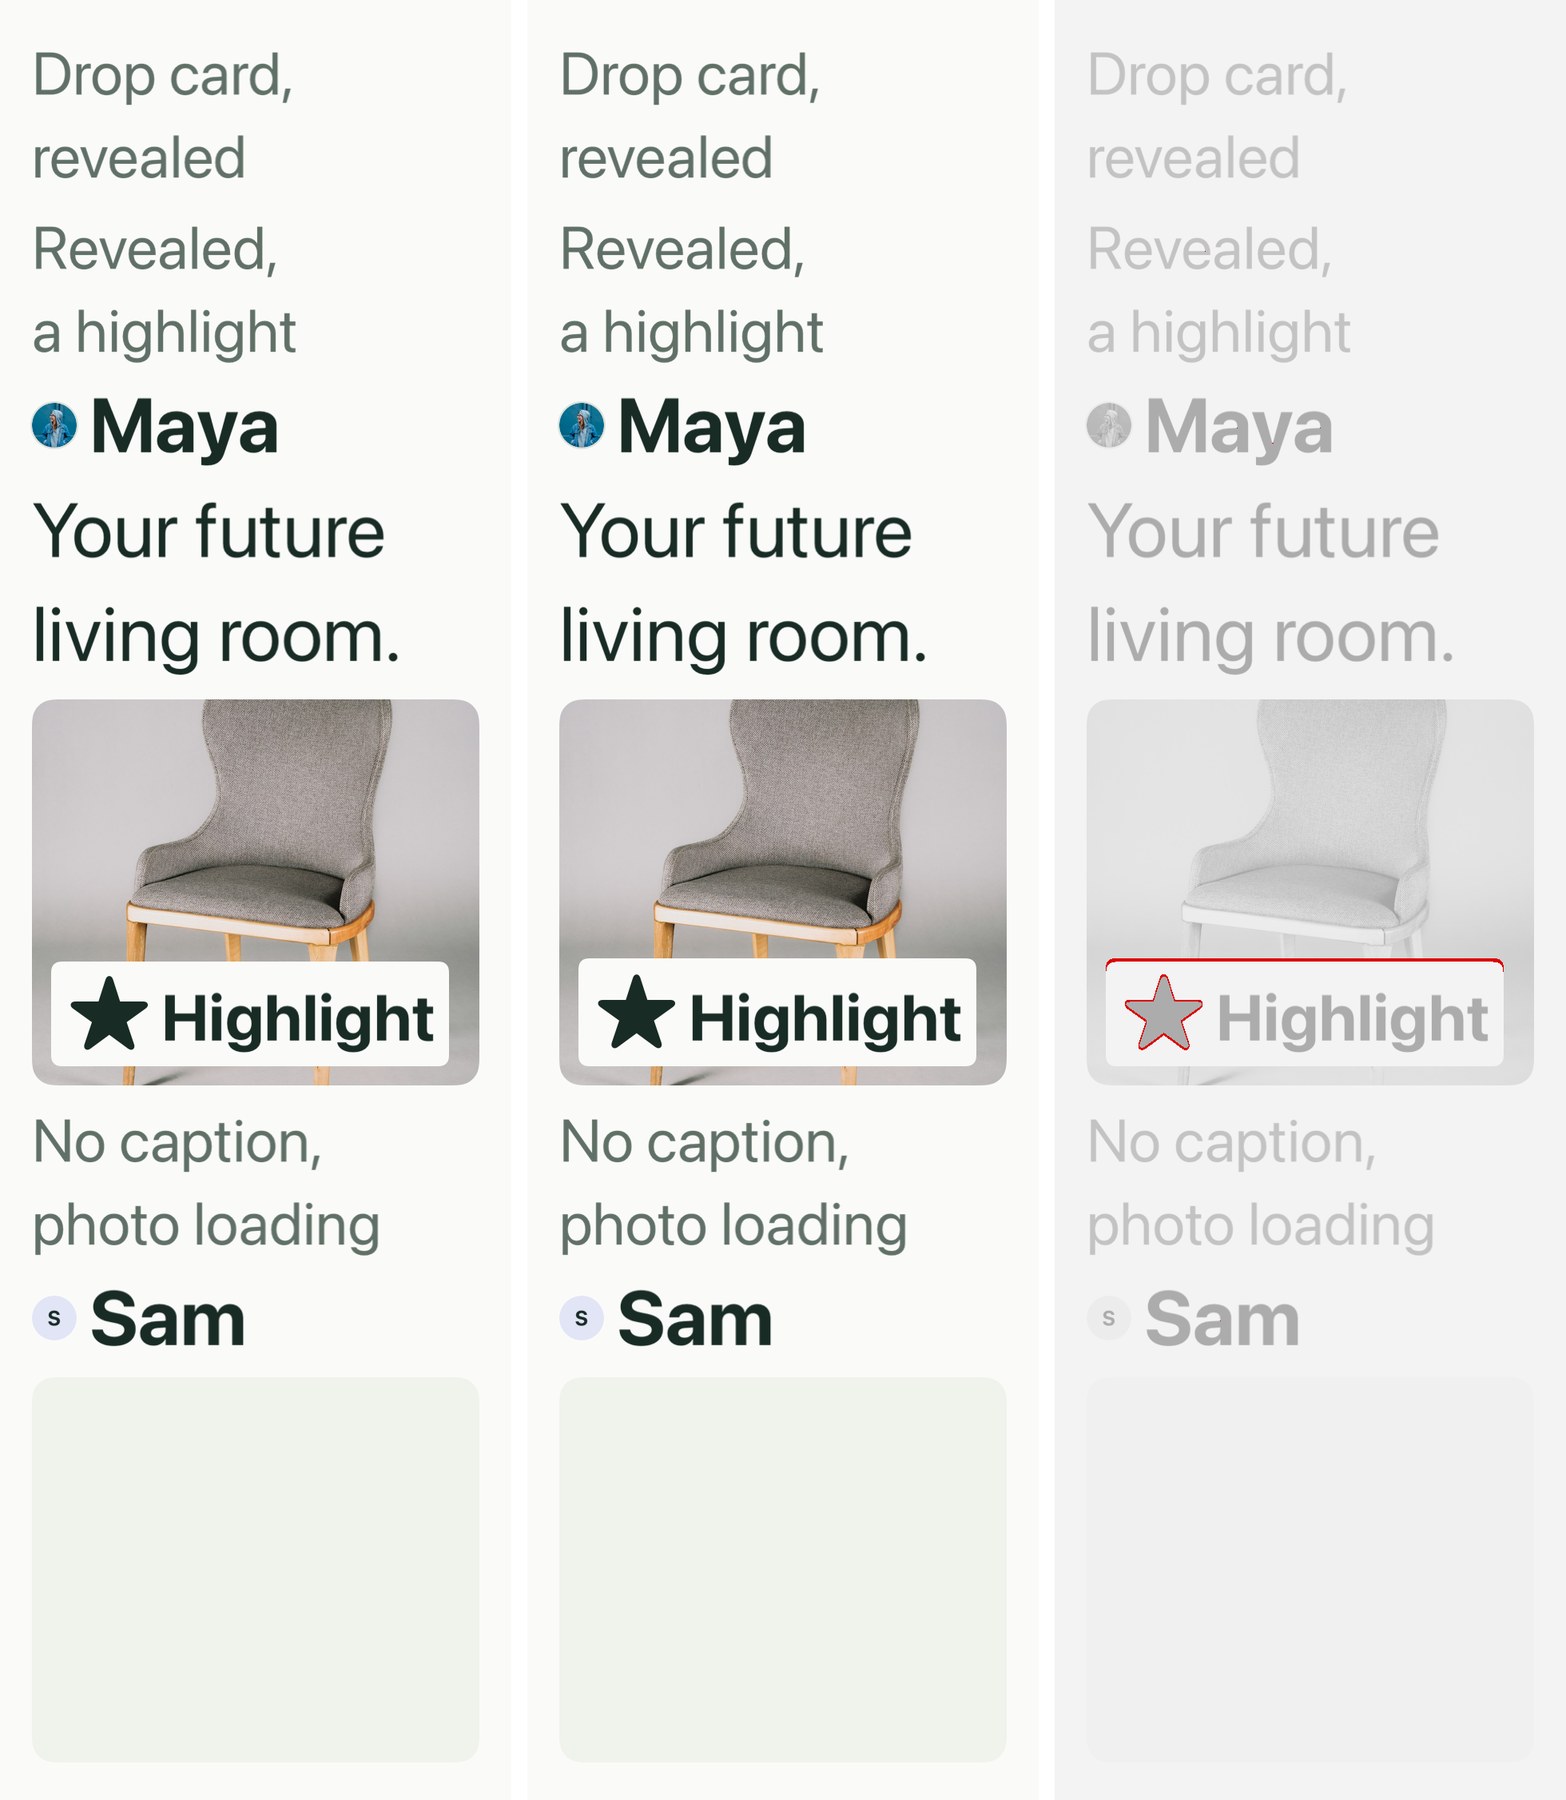 Drop card,
revealed
Revealed,
a highlight
Maya
Your future
living room.
Highlight
No caption,
photo loading
S Sam
Drop card,
revealed
Revealed,
a highlight
Maya
Your future
living room.
Highlight
No caption,
photo loading
S Sam
Drop card,
revealed
Revealed,
a highlight
Maya
Your future
living room.
Highlight
No caption,
photo loading
S Sam